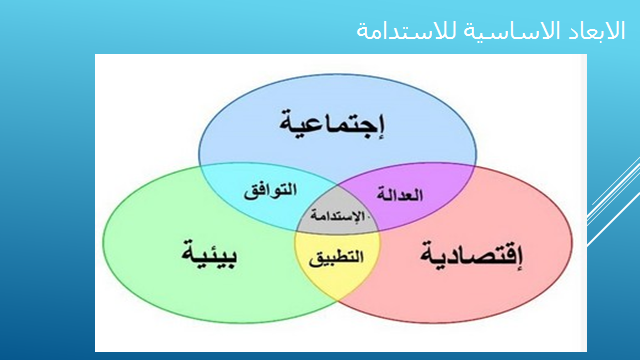 الابعاد الاساسية للاستدامة
إجتماعية
التوافق
العدالة
الإستدامة
بيئية
التطبيق
إقتصادية